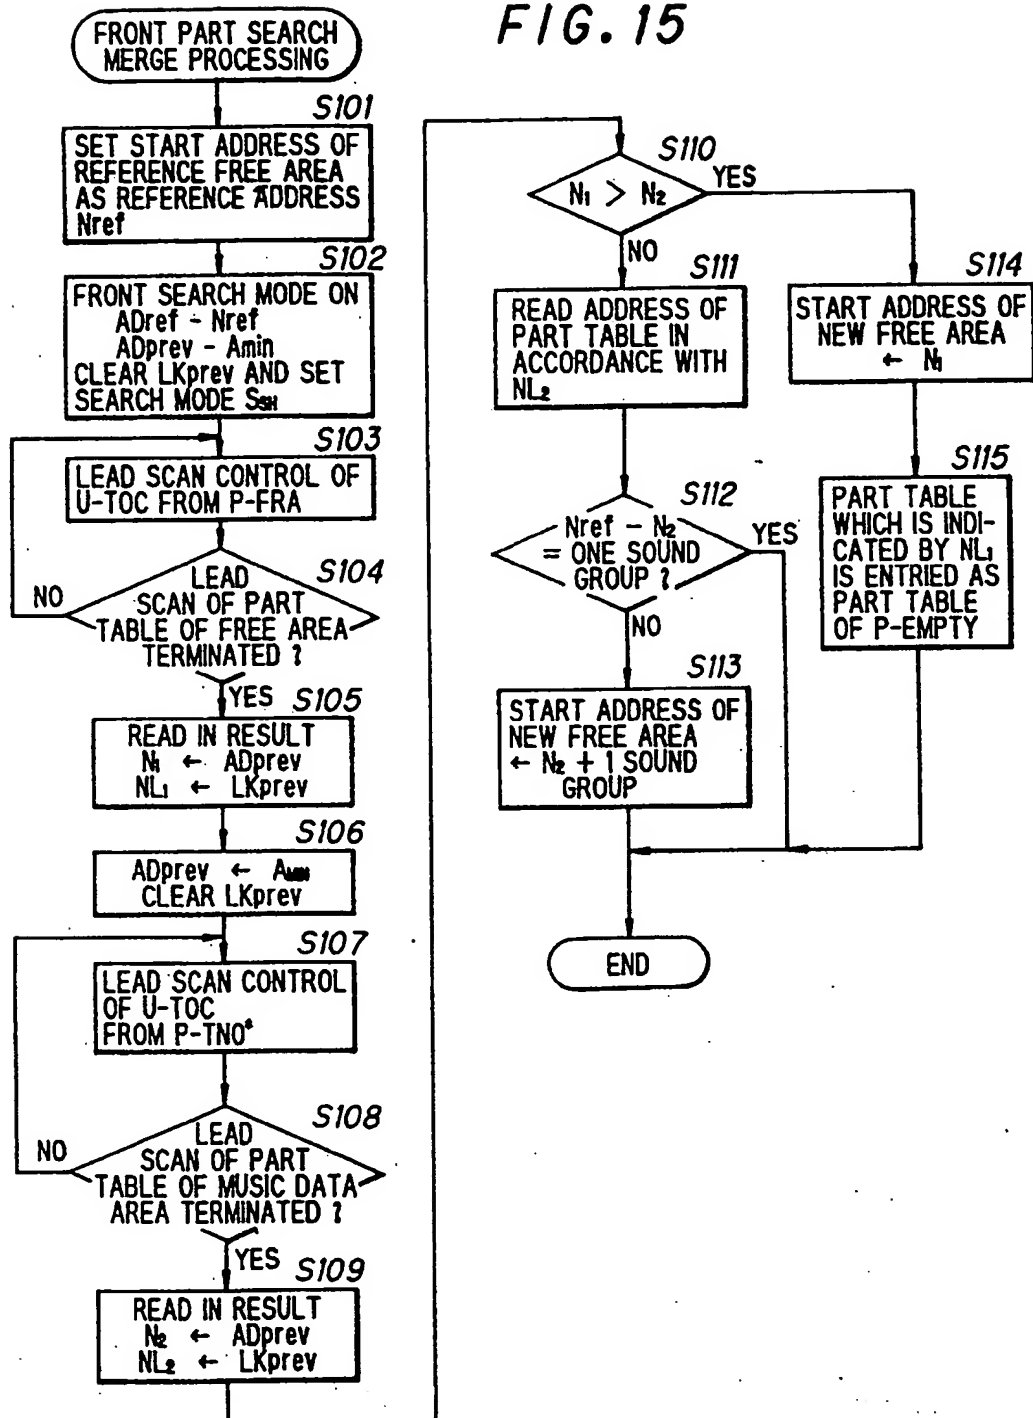 FIG. 15
FRONT PART SEARCH
MERGE PROCESSING
S101
SET START ADDRESS OF
REFERENCE FREE AREA
AS REFERENCE ADDRESS
Nref
S102
FRONT SEARCH MODE ON
ADref - Nref
ADprev - Amin
CLEAR LKprev AND SET
SEARCH MODE SSH
S103
LEAD SCAN CONTROL OF
U-TOC FROM P-FRA
S104
LEAD
SCAN OF PART
TABLE OF FREE AREA
TERMINATED ?
NO
YES
S105
READ IN RESULT
N1 ← ADprev
NL1 ← LKprev
S106
ADprev ← AMIN
CLEAR LKprev
S107
LEAD SCAN CONTROL
OF U-TOC
FROM P-TNO*
S108
LEAD
SCAN OF PART
TABLE OF MUSIC DATA
AREA TERMINATED ?
NO
YES
S109
READ IN RESULT
N2 ← ADprev
NL2 ← LKprev
S110
N1 > N2
YES
NO
S111
READ ADDRESS OF
PART TABLE IN
ACCORDANCE WITH
NL2
S112
Nref - N2
= ONE SOUND
GROUP ?
YES
NO
S113
START ADDRESS OF
NEW FREE AREA
← N2 + 1 SOUND
GROUP
S114
START ADDRESS OF
NEW FREE AREA
← N1
S115
PART TABLE
WHICH IS INDI-
CATED BY NL1
IS ENTRIED AS
PART TABLE
OF P-EMPTY
END